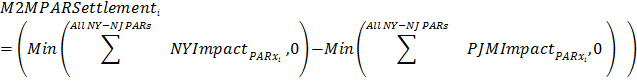 M2MPARSettlement_i
= ( Min ( ∑^{All NY−NJ PARs} NYImpact_{PARx_i} ,0 ) − Min ( ∑^{All NY−NJ PARs} PJMImpact_{PARx_i} ,0 ) )